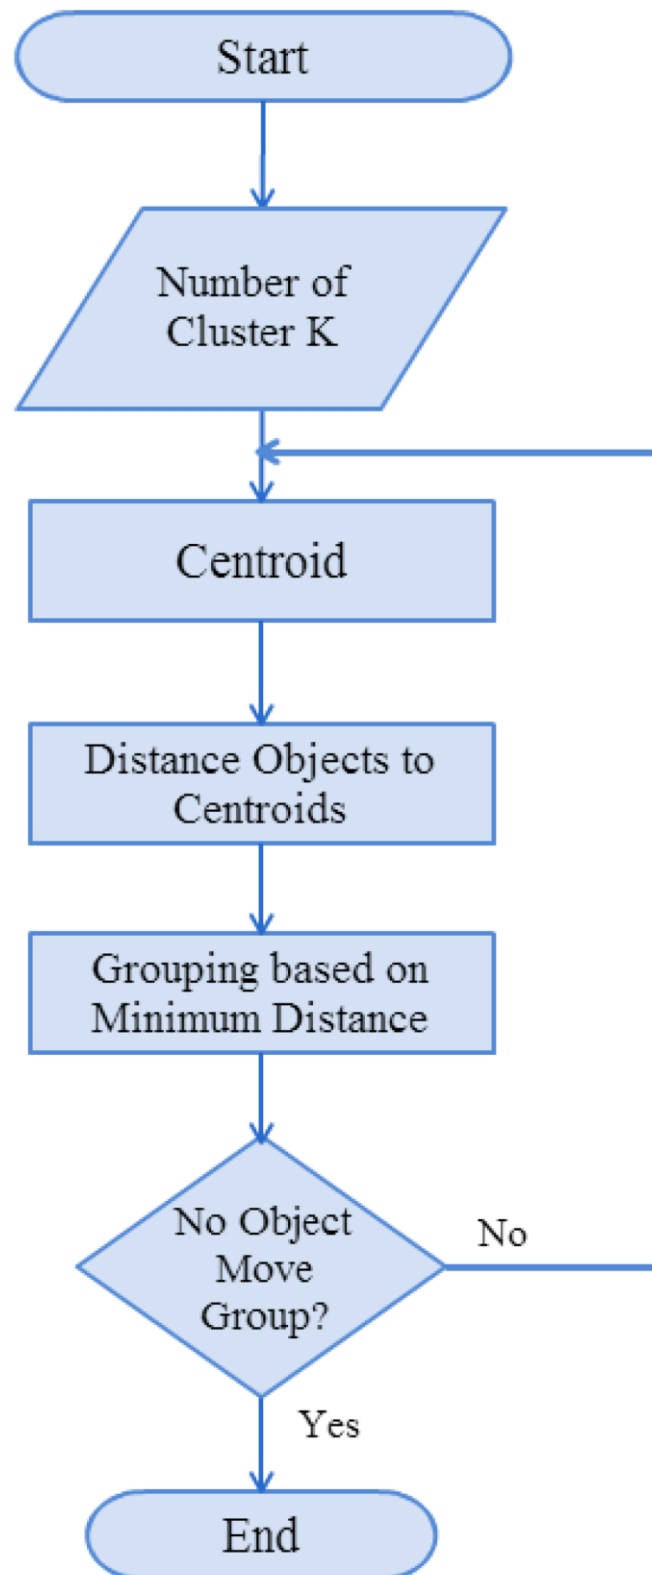 Start
Number of
Cluster K
Centroid
Distance Objects to
Centroids
Grouping based on
Minimum Distance
No Object
Move
Group?
No
Yes
End